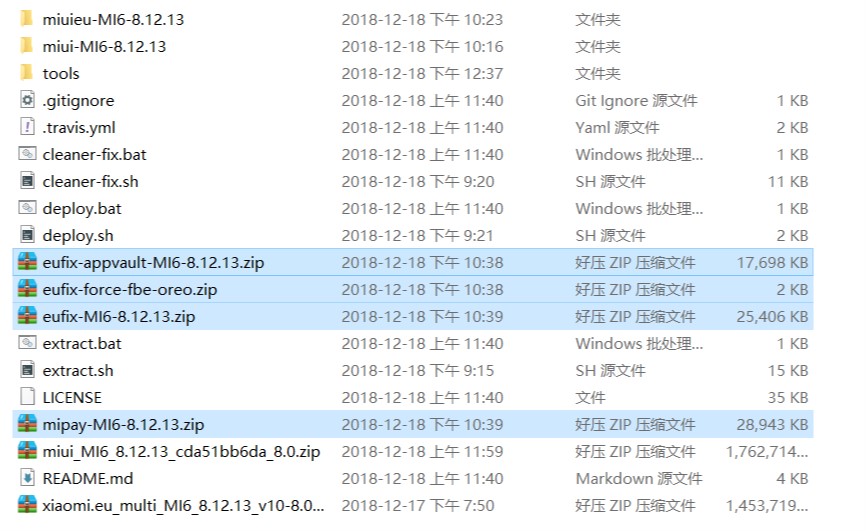 miuieu-MI6-8.12.13 2018-12-18 下午 10:23 文件夹
miui-MI6-8.12.13 2018-12-18 下午 10:16 文件夹
tools 2018-12-18 下午 12:37 文件夹
.gitignore 2018-12-18 上午 11:40 Git Ignore 源文件 1 KB
.travis.yml 2018-12-18 上午 11:40 Yaml 源文件 2 KB
cleaner-fix.bat 2018-12-18 上午 11:40 Windows 批处理... 1 KB
cleaner-fix.sh 2018-12-18 下午 9:20 SH 源文件 11 KB
deploy.bat 2018-12-18 上午 11:40 Windows 批处理... 1 KB
deploy.sh 2018-12-18 下午 9:21 SH 源文件 2 KB
eufix-appvault-MI6-8.12.13.zip 2018-12-18 下午 10:38 好压 ZIP 压缩文件 17,698 KB
eufix-force-fbe-oreo.zip 2018-12-18 下午 10:38 好压 ZIP 压缩文件 2 KB
eufix-MI6-8.12.13.zip 2018-12-18 下午 10:39 好压 ZIP 压缩文件 25,406 KB
extract.bat 2018-12-18 上午 11:40 Windows 批处理... 1 KB
extract.sh 2018-12-18 下午 9:15 SH 源文件 15 KB
LICENSE 2018-12-18 上午 11:40 文件 35 KB
mipay-MI6-8.12.13.zip 2018-12-18 下午 10:39 好压 ZIP 压缩文件 28,943 KB
miui_MI6_8.12.13_cda51bb6da_8.0.zip 2018-12-18 上午 11:59 好压 ZIP 压缩文件 1,762,714...
README.md 2018-12-18 上午 11:40 Markdown 源文件 4 KB
xiaomi.eu_multi_MI6_8.12.13_v10-8.0... 2018-12-17 下午 7:50 好压 ZIP 压缩文件 1,453,719...